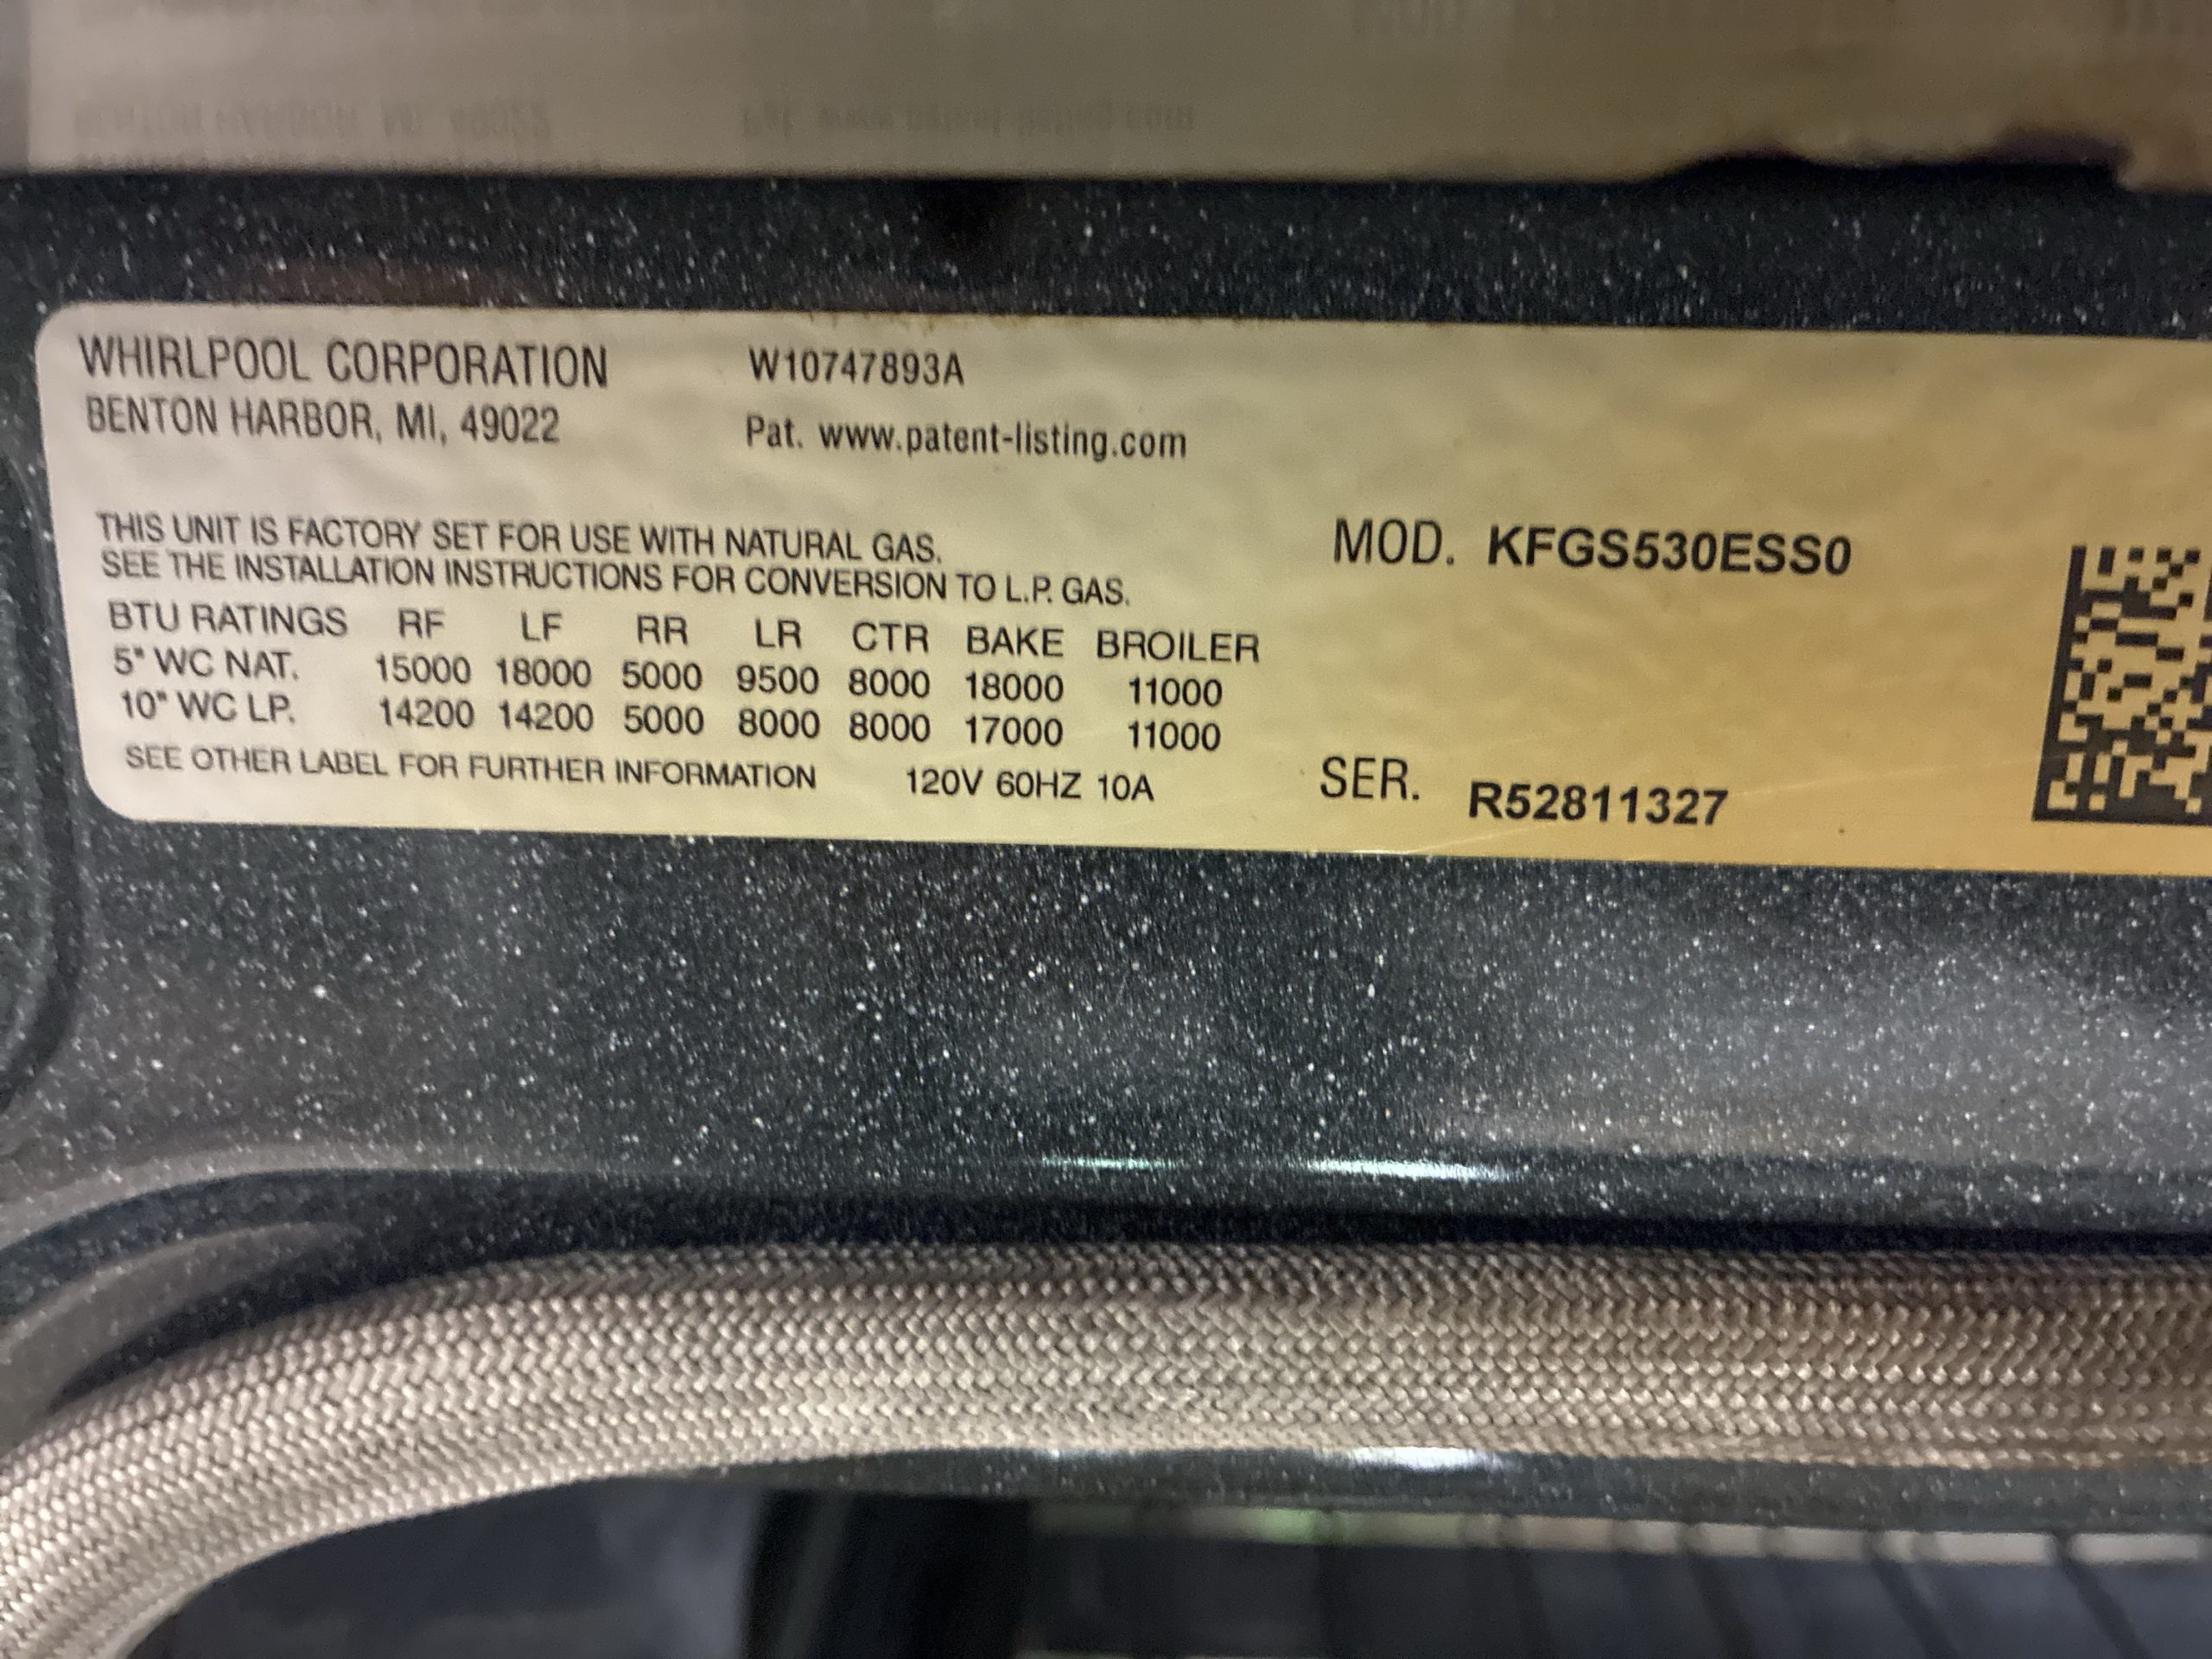 WHIRLPOOL CORPORATION
BENTON HARBOR, MI, 49022
W10747893A
Pat. www.patent-listing.com
THIS UNIT IS FACTORY SET FOR USE WITH NATURAL GAS.
SEE THE INSTALLATION INSTRUCTIONS FOR CONVERSION TO L.P. GAS.
BTU RATINGS RF LF RR LR CTR BAKE BROILER
5" WC NAT. 15000 18000 5000 9500 8000 18000 11000
10" WC LP. 14200 14200 5000 8000 8000 17000 11000
SEE OTHER LABEL FOR FURTHER INFORMATION 120V 60HZ 10A
MOD. KFGS530ESS0
SER. R52811327